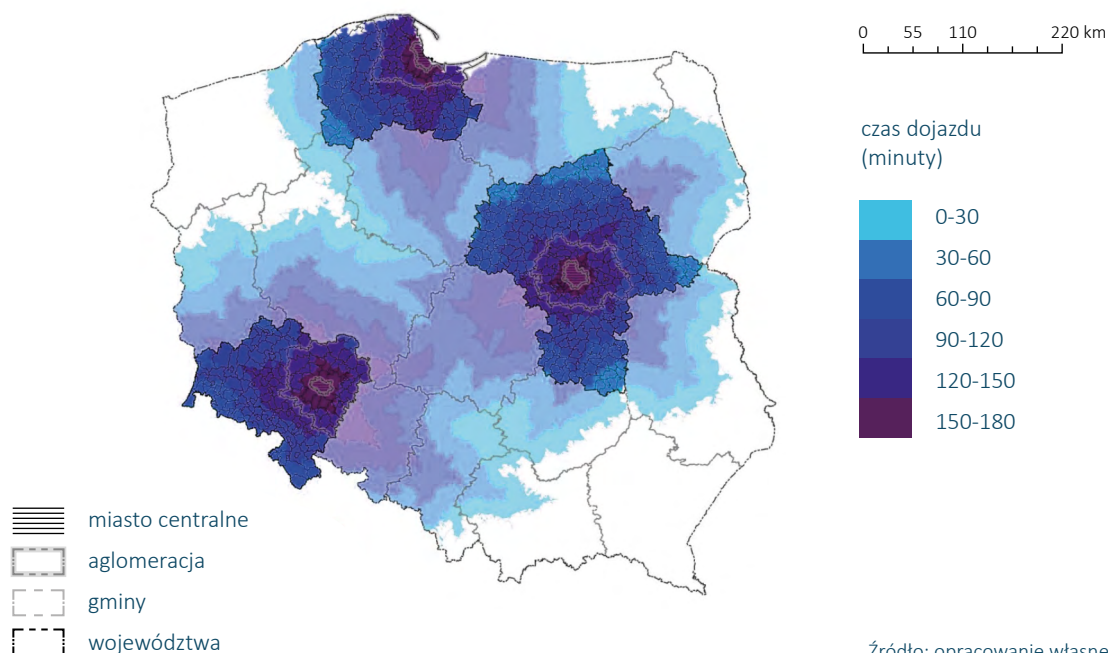 0 55 110 220 km
czas dojazdu
(minuty)
0-30
30-60
60-90
90-120
120-150
150-180
miasto centralne
aglomeracja
gminy
województwa
Źródło: opracowanie własne